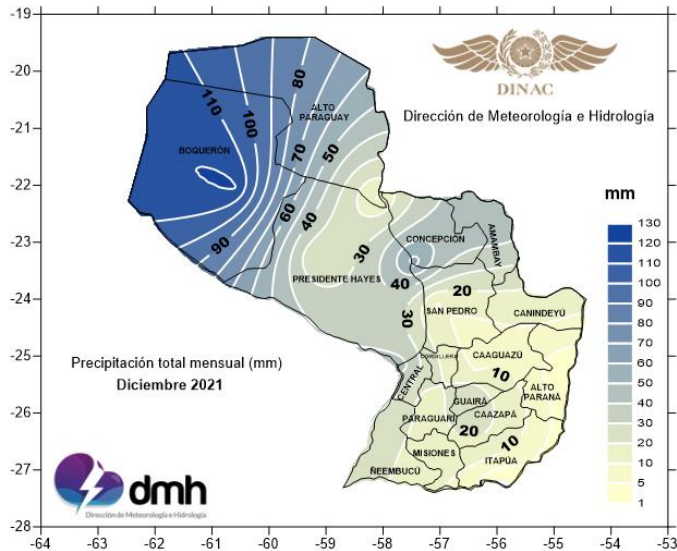 -19
-20
-21
-22
-23
-24
-25
-26
-27
-28
-64
-63
-62
-61
-60
-59
-58
-57
-56
-55
-54
-53
DINAC
Dirección de Meteorología e Hidrología
80
ALTO
PARAGUAY
110
100
BOQUERÓN
70
50
60
40
90
30
PRESIDENTE HAYES
CONCEPCIÓN
AMAMBAY
40
20
SAN PEDRO
CANINDEYÚ
30
CORDILLERA
CAAGUAZÚ
10
CENTRAL
ALTO
PARANÁ
GUAIRÁ
PARAGUARÍ
CAAZAPÁ
20
10
MISIONES
ITAPÚA
ÑEEMBUCÚ
Precipitación total mensual (mm)
Diciembre 2021
dmh
Dirección de Meteorología e Hidrología
mm
130
120
110
100
90
80
70
60
50
40
30
20
10
5
1